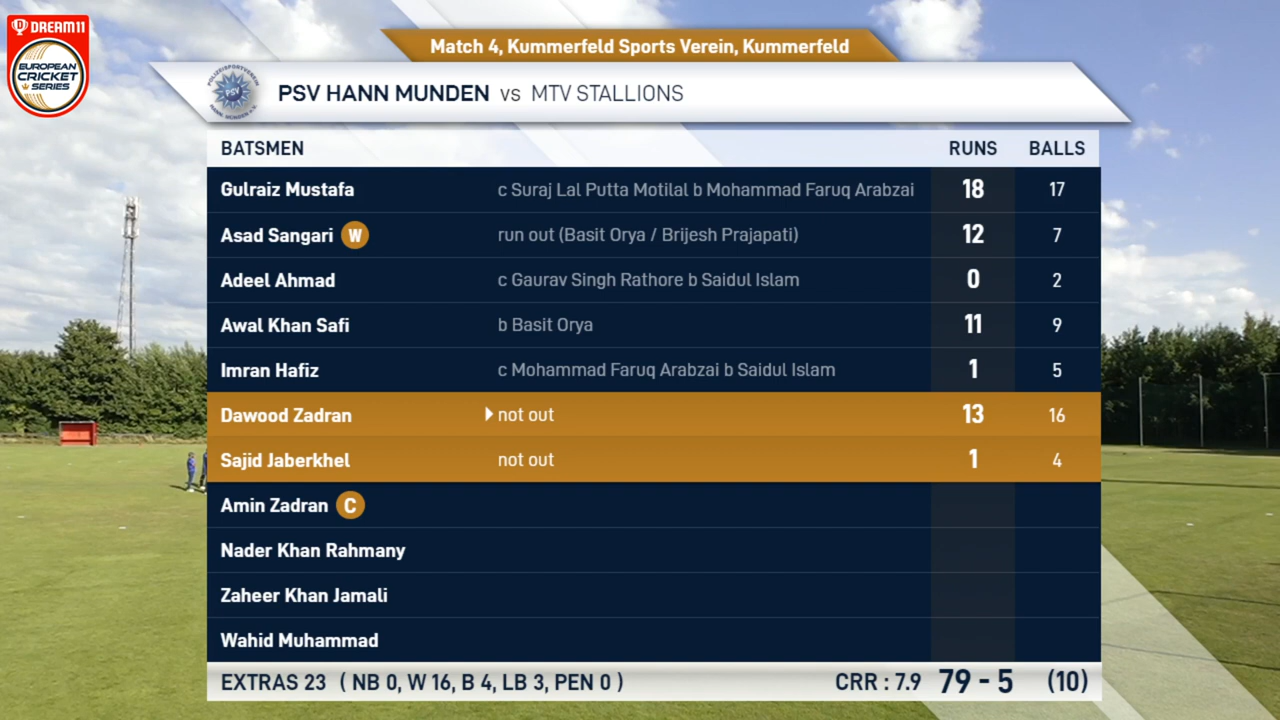 DREAM11
EUROPEAN
CRICKET
SERIES
Match 4, Kummerfeld Sports Verein, Kummerfeld
POLIZEISPORTVEREIN
PSV
HANN. MÜNDEN e.V.
PSV HANN MUNDEN vs MTV STALLIONS
BATSMEN RUNS BALLS
Gulraiz Mustafa c Suraj Lal Putta Motilal b Mohammad Faruq Arabzai 18 17
Asad Sangari W run out (Basit Orya / Brijesh Prajapati) 12 7
Adeel Ahmad c Gaurav Singh Rathore b Saidul Islam 0 2
Awal Khan Safi b Basit Orya 11 9
Imran Hafiz c Mohammad Faruq Arabzai b Saidul Islam 1 5
Dawood Zadran not out 13 16
Sajid Jaberkhel not out 1 4
Amin Zadran C
Nader Khan Rahmany
Zaheer Khan Jamali
Wahid Muhammad
EXTRAS 23 ( NB 0, W 16, B 4, LB 3, PEN 0 ) CRR : 7.9 79 - 5 (10)